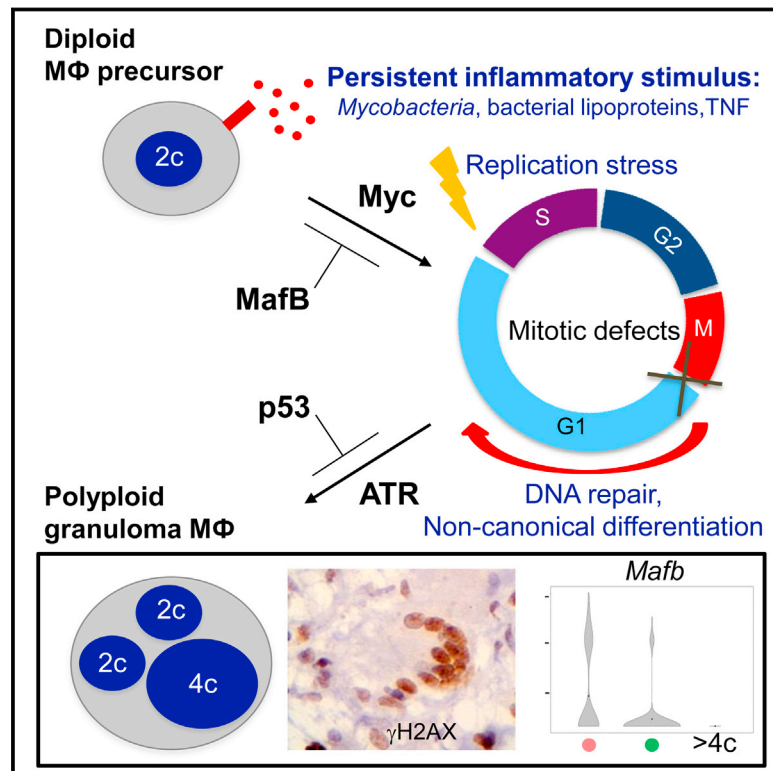 Diploid
MΦ precursor
2c
Persistent inflammatory stimulus:
Mycobacteria, bacterial lipoproteins,TNF
Replication stress
Myc
MafB
S
G2
M
Mitotic defects
G1
p53
ATR
DNA repair,
Non-canonical differentiation
Polyploid
granuloma MΦ
2c
2c
4c
γH2AX
Mafb
>4c